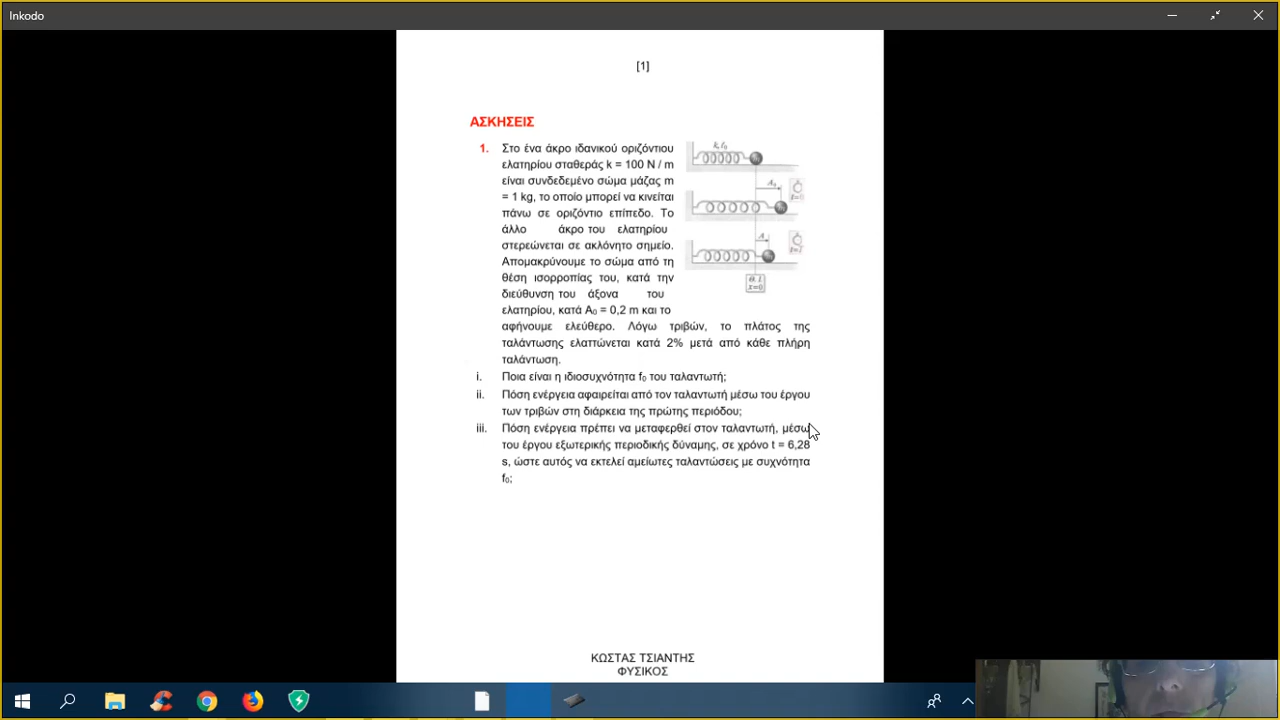 Inkodo
[1]
ΑΣΚΗΣΕΙΣ
1. Στο ένα άκρο ιδανικού οριζόντιου
ελατηρίου σταθεράς k = 100 N / m
είναι συνδεδεμένο σώμα μάζας m
= 1 kg, το οποίο μπορεί να κινείται
πάνω σε οριζόντιο επίπεδο. Το
άλλο άκρο του ελατηρίου
στερεώνεται σε ακλόνητο σημείο.
Απομακρύνουμε το σώμα από τη
θέση ισορροπίας του, κατά την
διεύθυνση του άξονα του
ελατηρίου, κατά A₀ = 0,2 m και το
αφήνουμε ελεύθερο. Λόγω τριβών, το πλάτος της
ταλάντωσης ελαττώνεται κατά 2% μετά από κάθε πλήρη
ταλάντωση.
k, f₀
A₀
t=0
A
Θ. Ι.
x=0
i. Ποια είναι η ιδιοσυχνότητα f₀ του ταλαντωτή;
ii. Πόση ενέργεια αφαιρείται από τον ταλαντωτή μέσω του έργου
των τριβών στη διάρκεια της πρώτης περιόδου;
iii. Πόση ενέργεια πρέπει να μεταφερθεί στον ταλαντωτή, μέσω
του έργου εξωτερικής περιοδικής δύναμης, σε χρόνο t = 6,28
s, ώστε αυτός να εκτελεί αμείωτες ταλαντώσεις με συχνότητα
f₀;
ΚΩΣΤΑΣ ΤΣΙΑΝΤΗΣ
ΦΥΣΙΚΟΣ